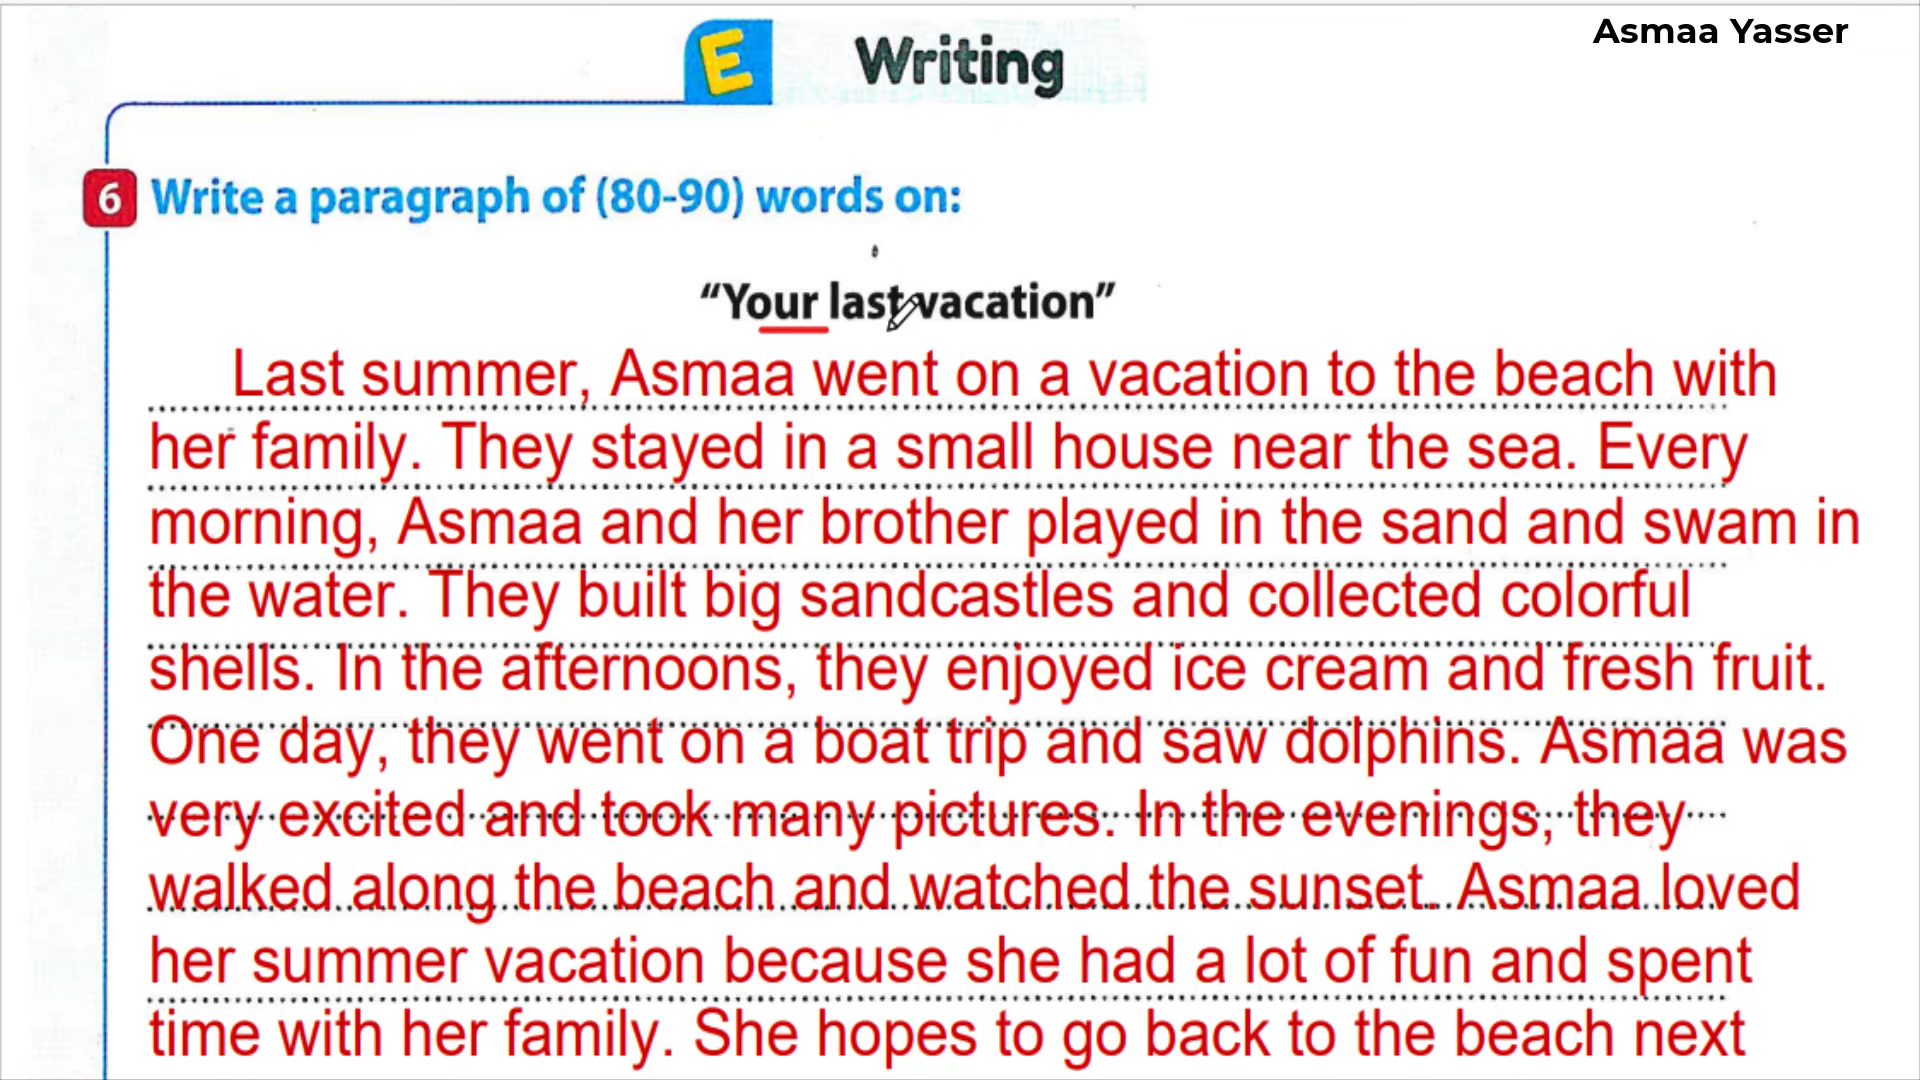 Asmaa Yasser
E Writing
6 Write a paragraph of (80-90) words on:
“Your last vacation”
Last summer, Asmaa went on a vacation to the beach with
her family. They stayed in a small house near the sea. Every
morning, Asmaa and her brother played in the sand and swam in
the water. They built big sandcastles and collected colorful
shells. In the afternoons, they enjoyed ice cream and fresh fruit.
One day, they went on a boat trip and saw dolphins. Asmaa was
very excited and took many pictures. In the evenings, they
walked along the beach and watched the sunset. Asmaa loved
her summer vacation because she had a lot of fun and spent
time with her family. She hopes to go back to the beach next